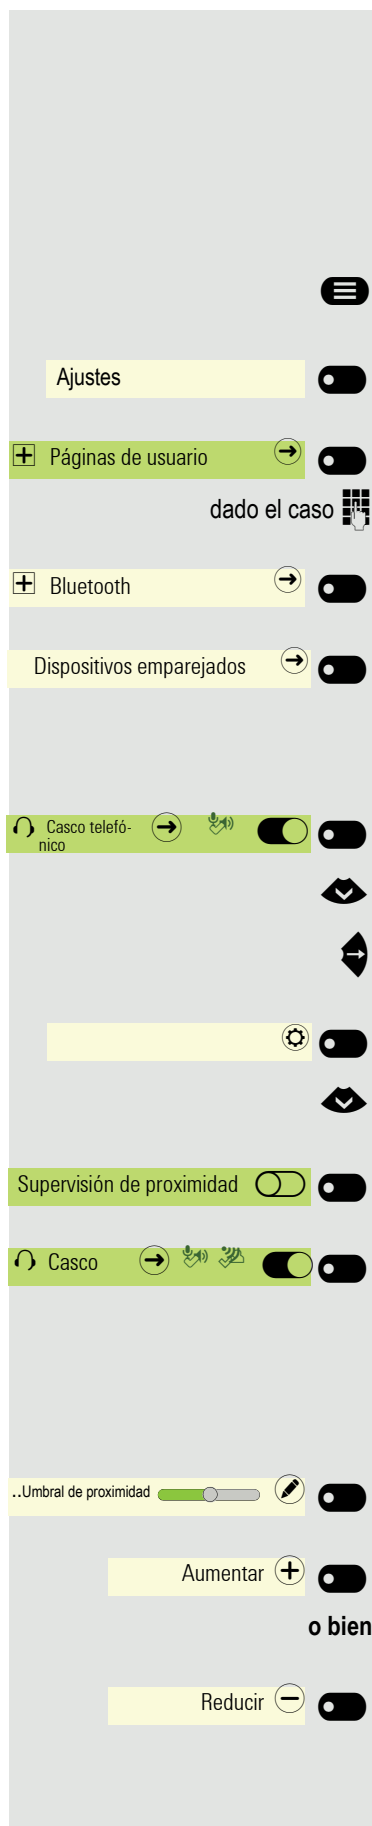 Ajustes
Páginas de usuario
dado el caso
Bluetooth
Dispositivos emparejados
Casco telefó-
nico
Supervisión de proximidad
Casco
..Umbral de proximidad
Aumentar
o bien
Reducir